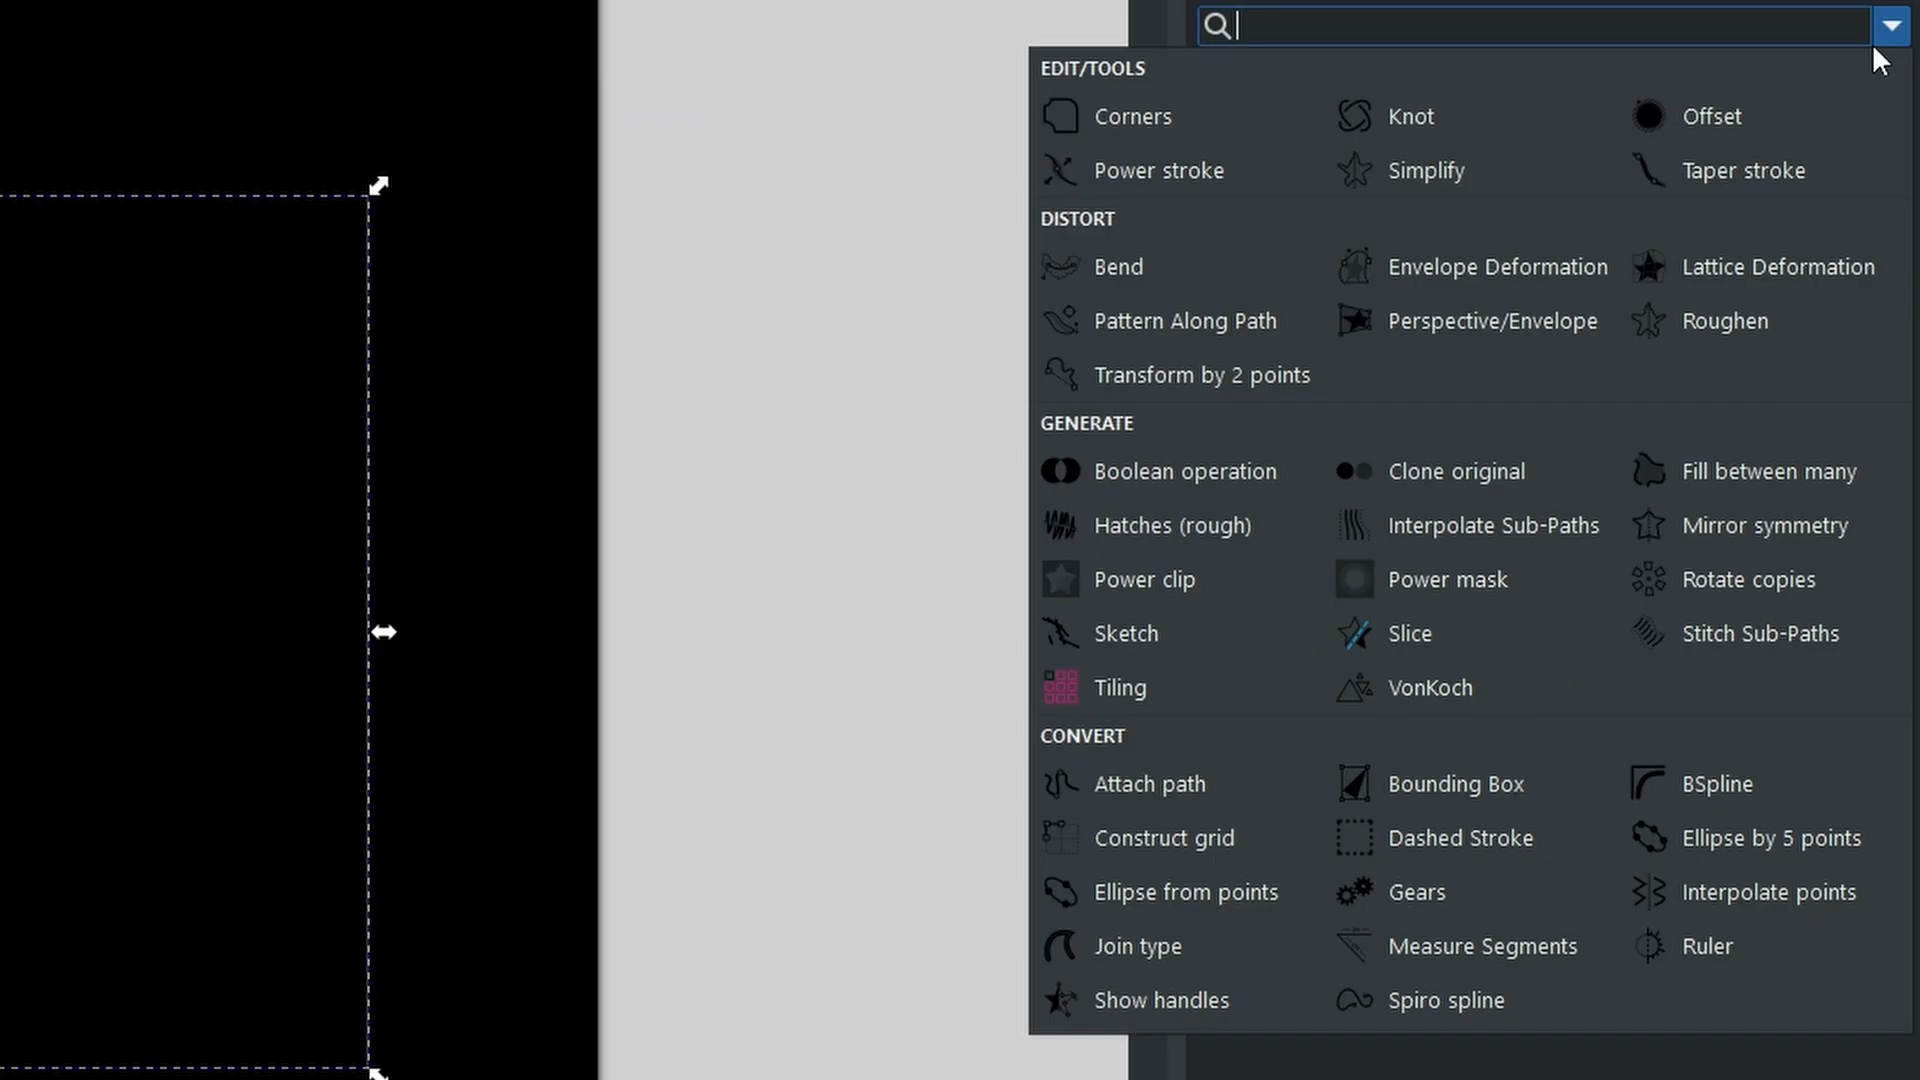 EDIT/TOOLS
Corners Knot Offset
Power stroke Simplify Taper stroke
DISTORT
Bend Envelope Deformation Lattice Deformation
Pattern Along Path Perspective/Envelope Roughen
Transform by 2 points
GENERATE
Boolean operation Clone original Fill between many
Hatches (rough) Interpolate Sub-Paths Mirror symmetry
Power clip Power mask Rotate copies
Sketch Slice Stitch Sub-Paths
Tiling VonKoch
CONVERT
Attach path Bounding Box BSpline
Construct grid Dashed Stroke Ellipse by 5 points
Ellipse from points Gears Interpolate points
Join type Measure Segments Ruler
Show handles Spiro spline